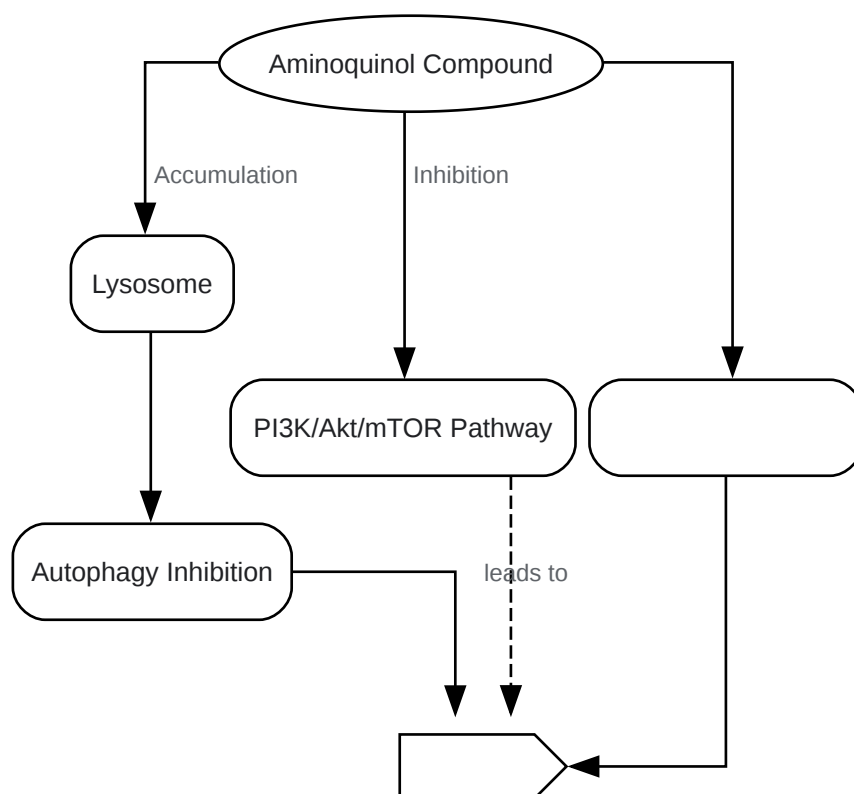 Aminoquinol Compound
Accumulation
Inhibition
Lysosome
PI3K/Akt/mTOR Pathway
Autophagy Inhibition
leads to